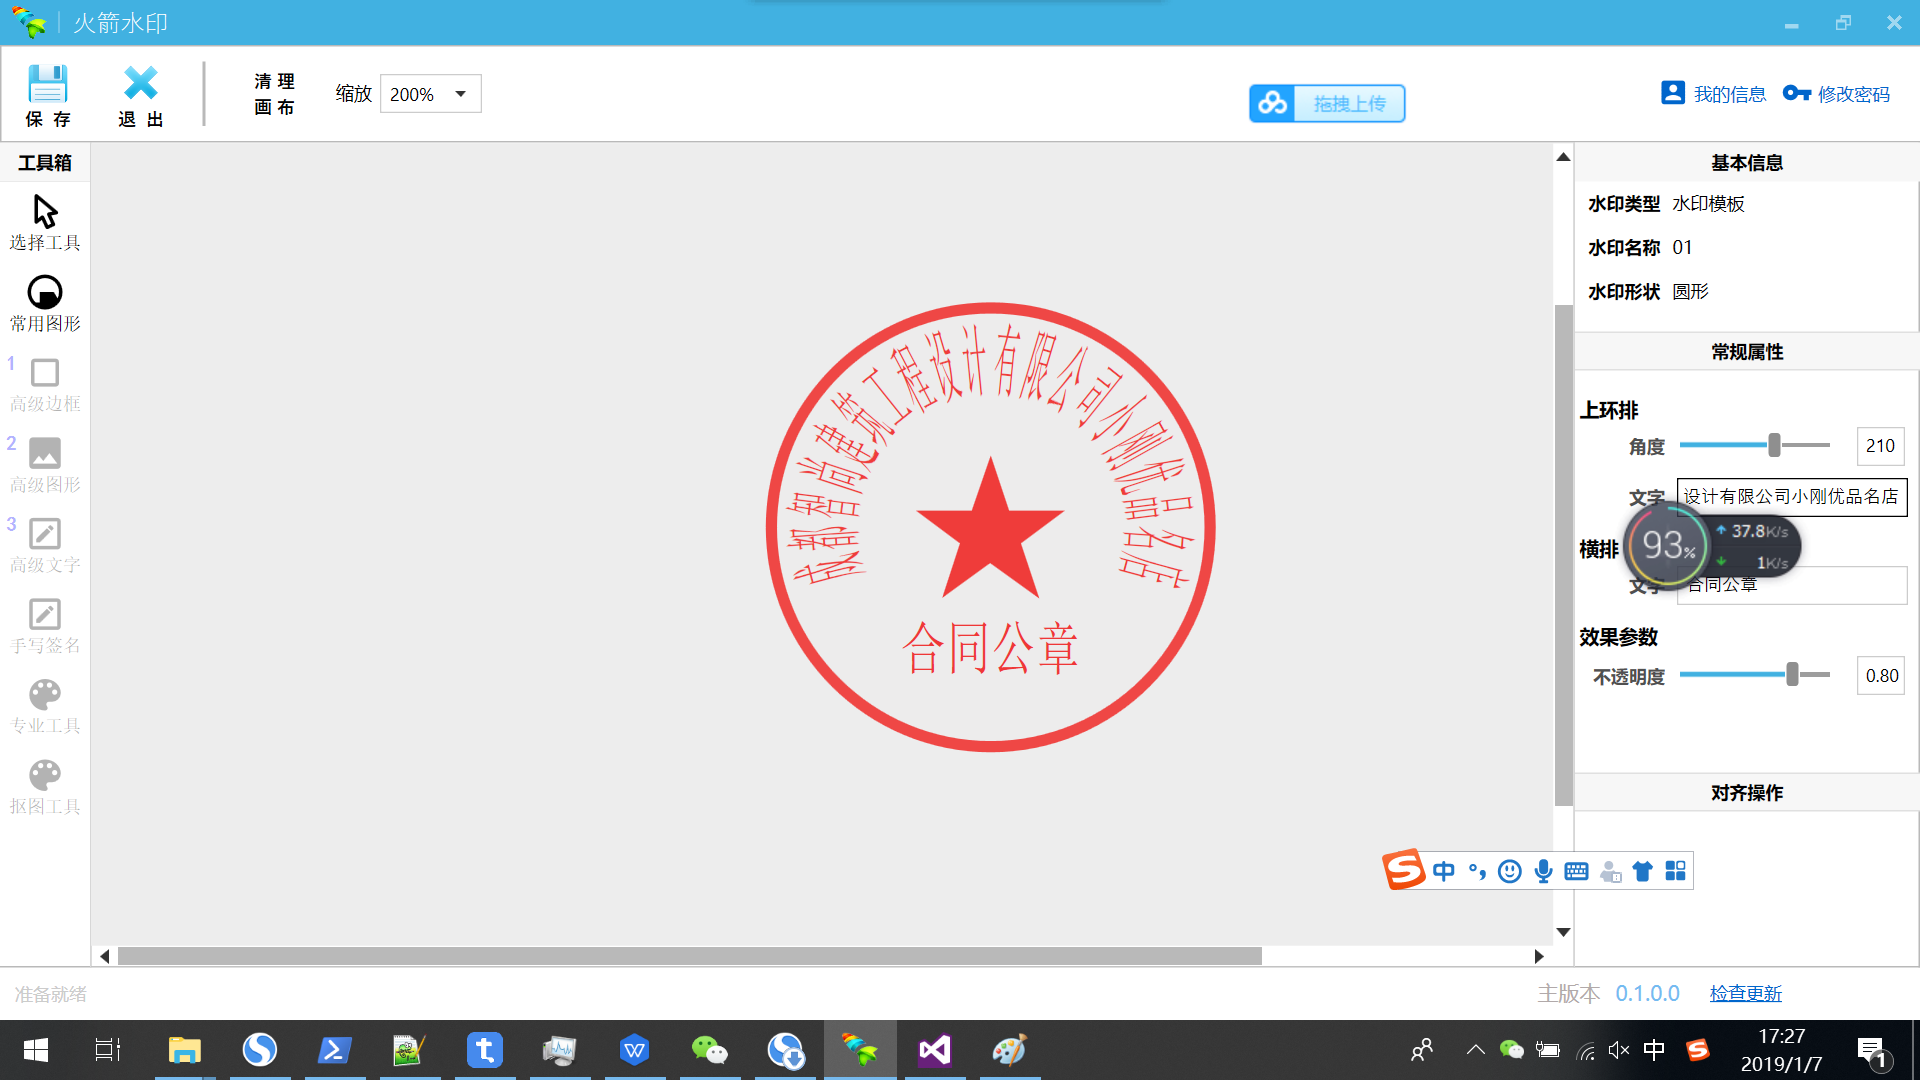 火箭水印
保 存
退 出
清 理
画 布
缩放
200%
拖拽上传
我的信息
修改密码
工具箱
选择工具
常用图形
1
高级边框
2
高级图形
3
高级文字
手写签名
专业工具
抠图工具
成都智尚建筑工程设计有限公司小刚优品名店
合同公章
基本信息
水印类型 水印模板
水印名称 01
水印形状 圆形
常规属性
上环排
角度 210
文字 设计有限公司小刚优品名店
93%
37.8K/s
1K/s
横排
文字 合同公章
效果参数
不透明度 0.80
对齐操作
中
准备就绪
主版本 0.1.0.0 检查更新
中
17:27
2019/1/7
1